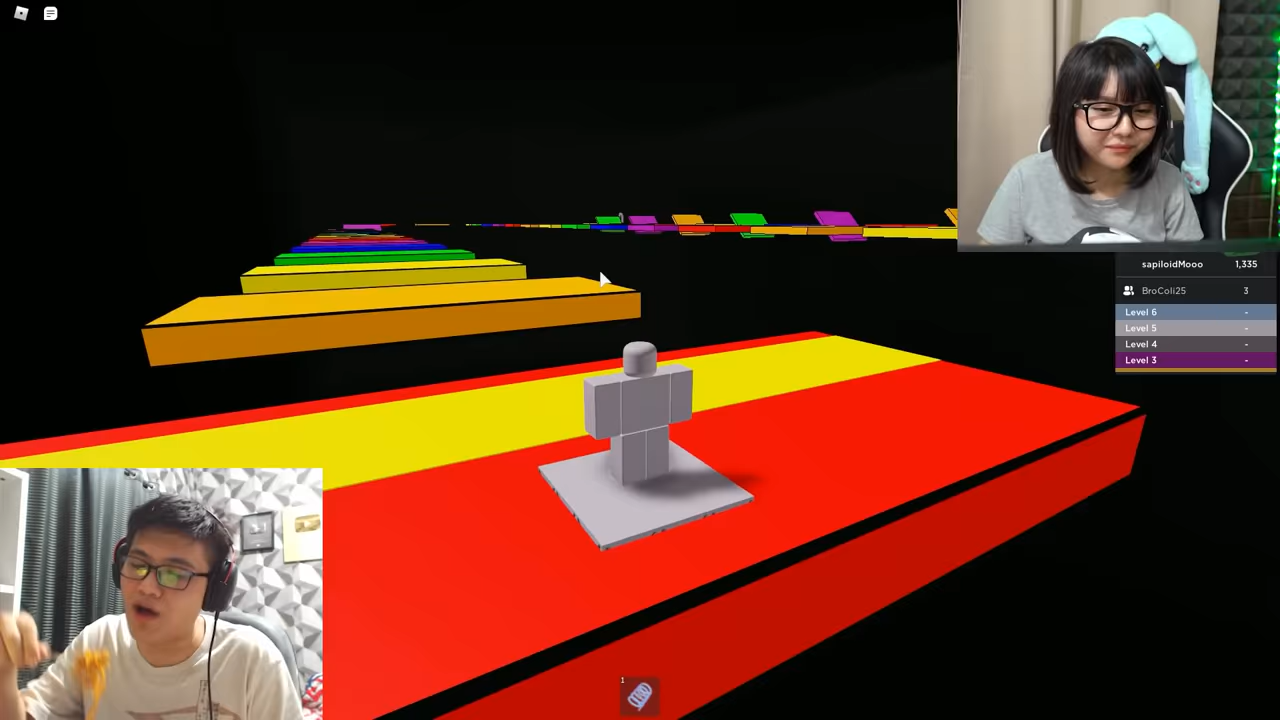 sapiloidMooo 1,335
BroColi25 3
Level 6 -
Level 5 -
Level 4 -
Level 3 -
1